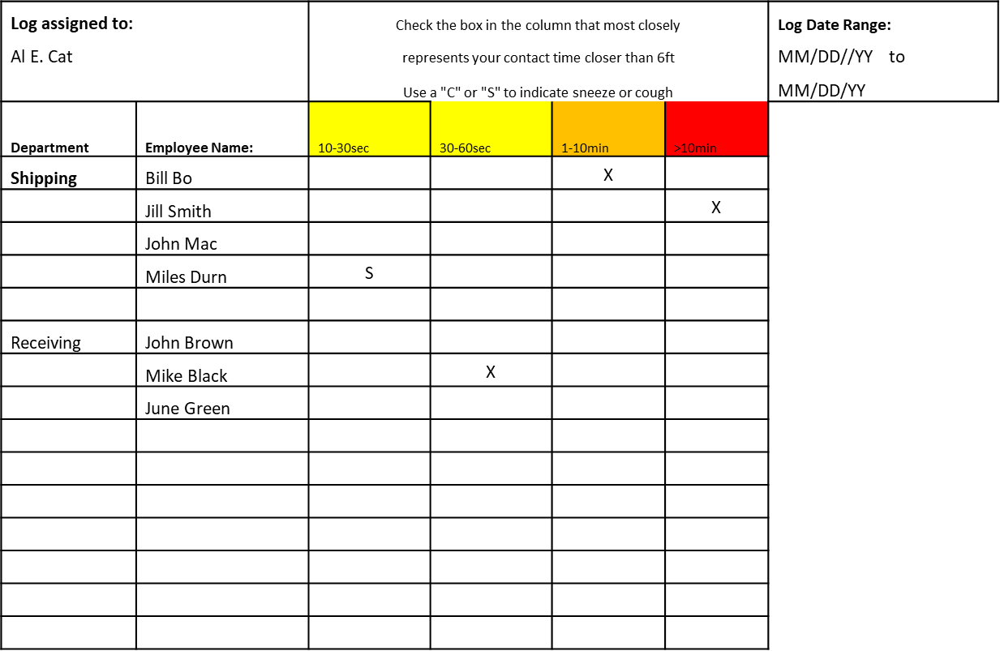 Log assigned to:
Al E. Cat
Check the box in the column that most closely
represents your contact time closer than 6ft
Use a "C" or "S" to indicate sneeze or cough
Log Date Range:
MM/DD//YY to
MM/DD/YY
Department Employee Name: 10-30sec 30-60sec 1-10min >10min
Shipping Bill Bo X
Jill Smith X
John Mac
Miles Durn S
Receiving John Brown
Mike Black X
June Green